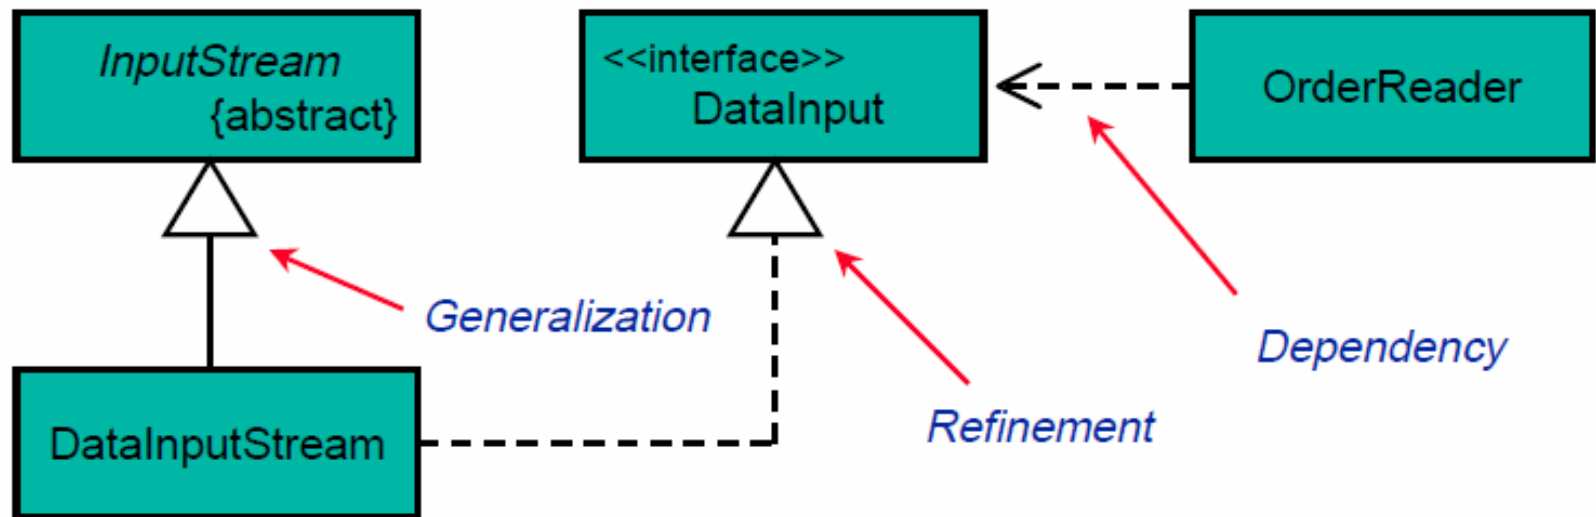 InputStream
{abstract}
<<interface>>
DataInput
OrderReader
Generalization
Dependency
DataInputStream
Refinement